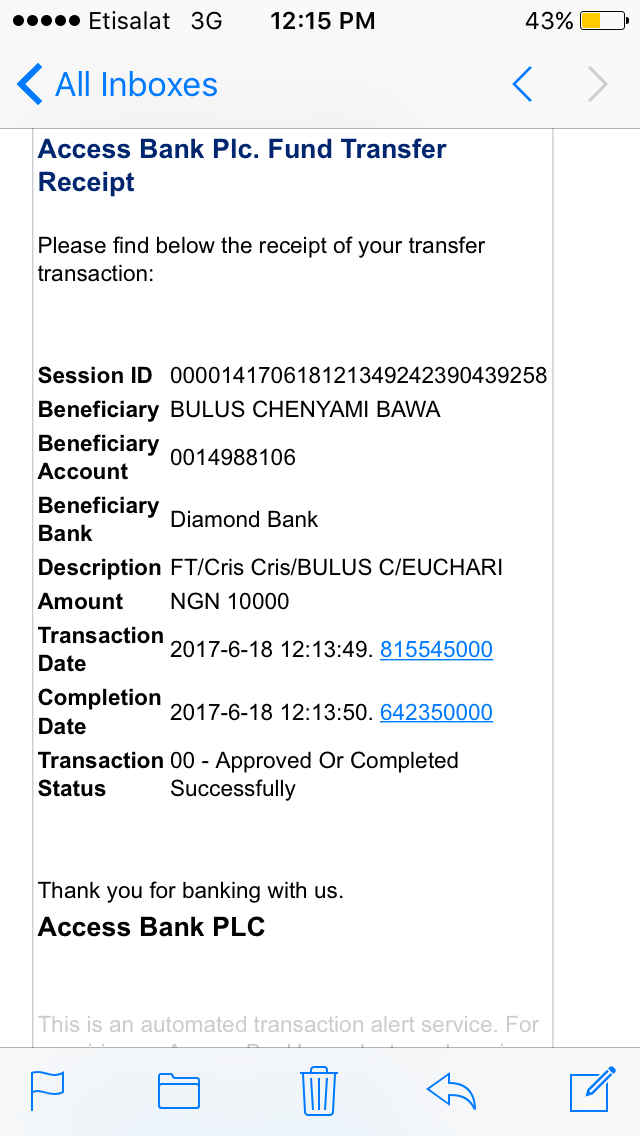 Etisalat 3G 12:15 PM 43%
All Inboxes
Access Bank Plc. Fund Transfer
Receipt
Please find below the receipt of your transfer
transaction:
Session ID 000014170618121349242390439258
Beneficiary BULUS CHENYAMI BAWA
Beneficiary
Account 0014988106
Beneficiary
Bank Diamond Bank
Description FT/Cris Cris/BULUS C/EUCHARI
Amount NGN 10000
Transaction
Date 2017-6-18 12:13:49. 815545000
Completion
Date 2017-6-18 12:13:50. 642350000
Transaction 00 - Approved Or Completed
Status Successfully
Thank you for banking with us.
Access Bank PLC
This is an automated transaction alert service. For